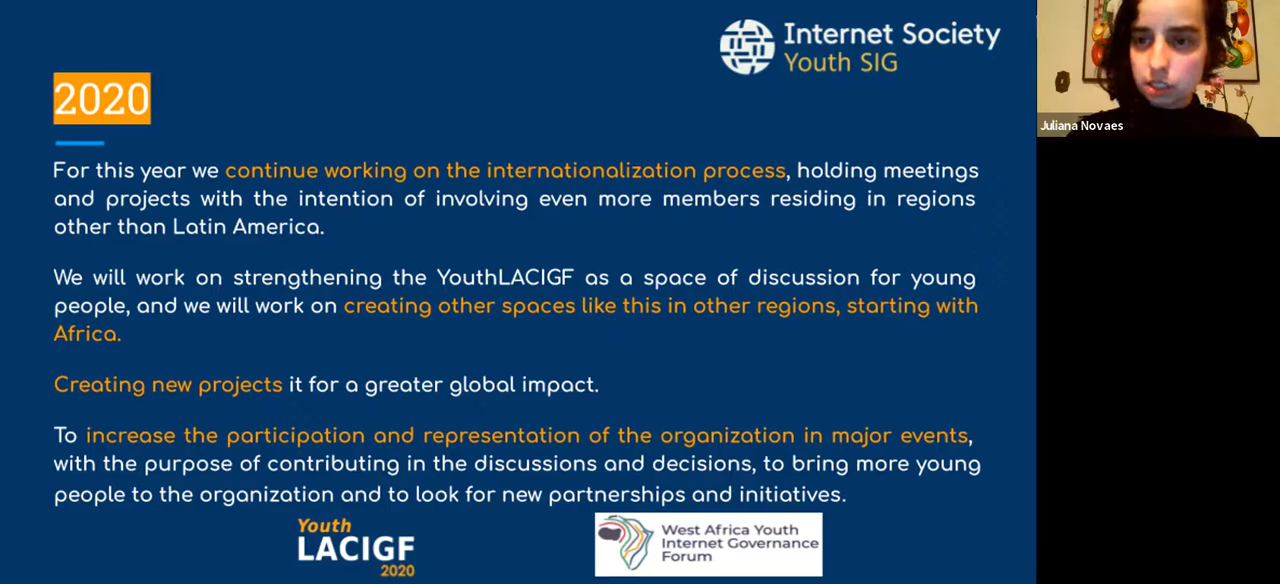 Internet Society
Youth SIG
Juliana Novaes
2020
For this year we continue working on the internationalization process, holding meetings
and projects with the intention of involving even more members residing in regions
other than Latin America.
We will work on strengthening the YouthLACIGF as a space of discussion for young
people, and we will work on creating other spaces like this in other regions, starting with
Africa.
Creating new projects it for a greater global impact.
To increase the participation and representation of the organization in major events,
with the purpose of contributing in the discussions and decisions, to bring more young
people to the organization and to look for new partnerships and initiatives.
Youth
LACIGF
2020
West Africa Youth
Internet Governance
Forum